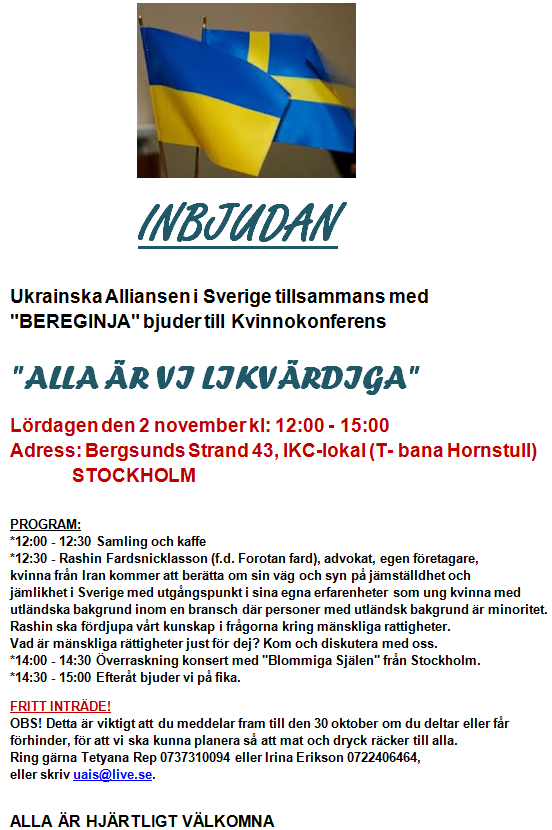 INBJUDAN
Ukrainska Alliansen i Sverige tillsammans med
"BEREGINJA" bjuder till Kvinnokonferens
"ALLA ÄR VI LIKVÄRDIGA"
Lördagen den 2 november kl: 12:00 - 15:00
Adress: Bergsunds Strand 43, IKC-lokal (T- bana Hornstull)
STOCKHOLM
PROGRAM:
*12:00 - 12:30 Samling och kaffe
*12:30 - Rashin Fardsnicklasson (f.d. Forotan fard), advokat, egen företagare,
kvinna från Iran kommer att berätta om sin väg och syn på jämställdhet och
jämlikhet i Sverige med utgångspunkt i sina egna erfarenheter som ung kvinna med
utländska bakgrund inom en bransch där personer med utländsk bakgrund är minoritet.
Rashin ska fördjupa vårt kunskap i frågorna kring mänskliga rattigheter.
Vad är mänskliga rättigheter just för dej? Kom och diskutera med oss.
*14:00 - 14:30 Överraskning konsert med "Blommiga Själen" från Stockholm.
*14:30 - 15:00 Efteråt bjuder vi på fika.
FRITT INTRÄDE!
OBS! Detta är viktigt att du meddelar fram till den 30 oktober om du deltar eller får
förhinder, för att vi ska kunna planera så att mat och dryck räcker till alla.
Ring gärna Tetyana Rep 0737310094 eller Irina Erikson 0722406464,
eller skriv uais@live.se.
ALLA ÄR HJÄRTLIGT VÄLKOMNA